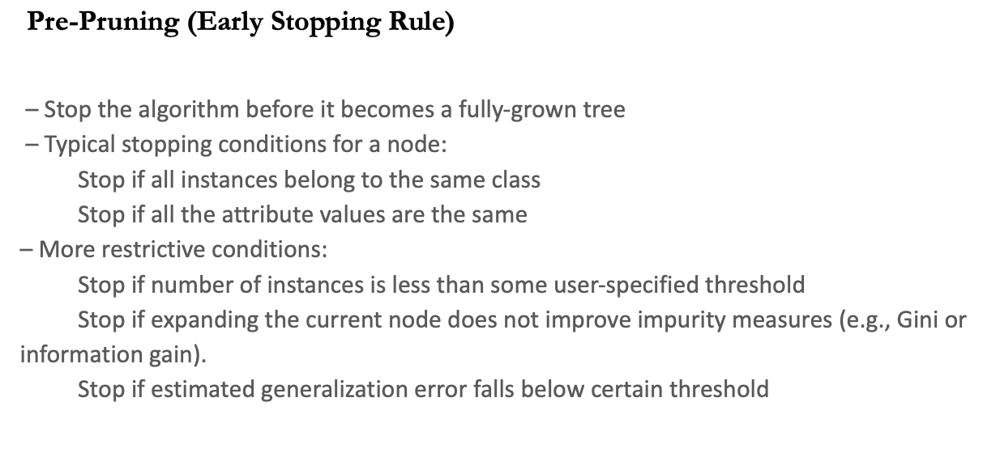 Pre-Pruning (Early Stopping Rule)
– Stop the algorithm before it becomes a fully-grown tree
– Typical stopping conditions for a node:
Stop if all instances belong to the same class
Stop if all the attribute values are the same
– More restrictive conditions:
Stop if number of instances is less than some user-specified threshold
Stop if expanding the current node does not improve impurity measures (e.g., Gini or
information gain).
Stop if estimated generalization error falls below certain threshold